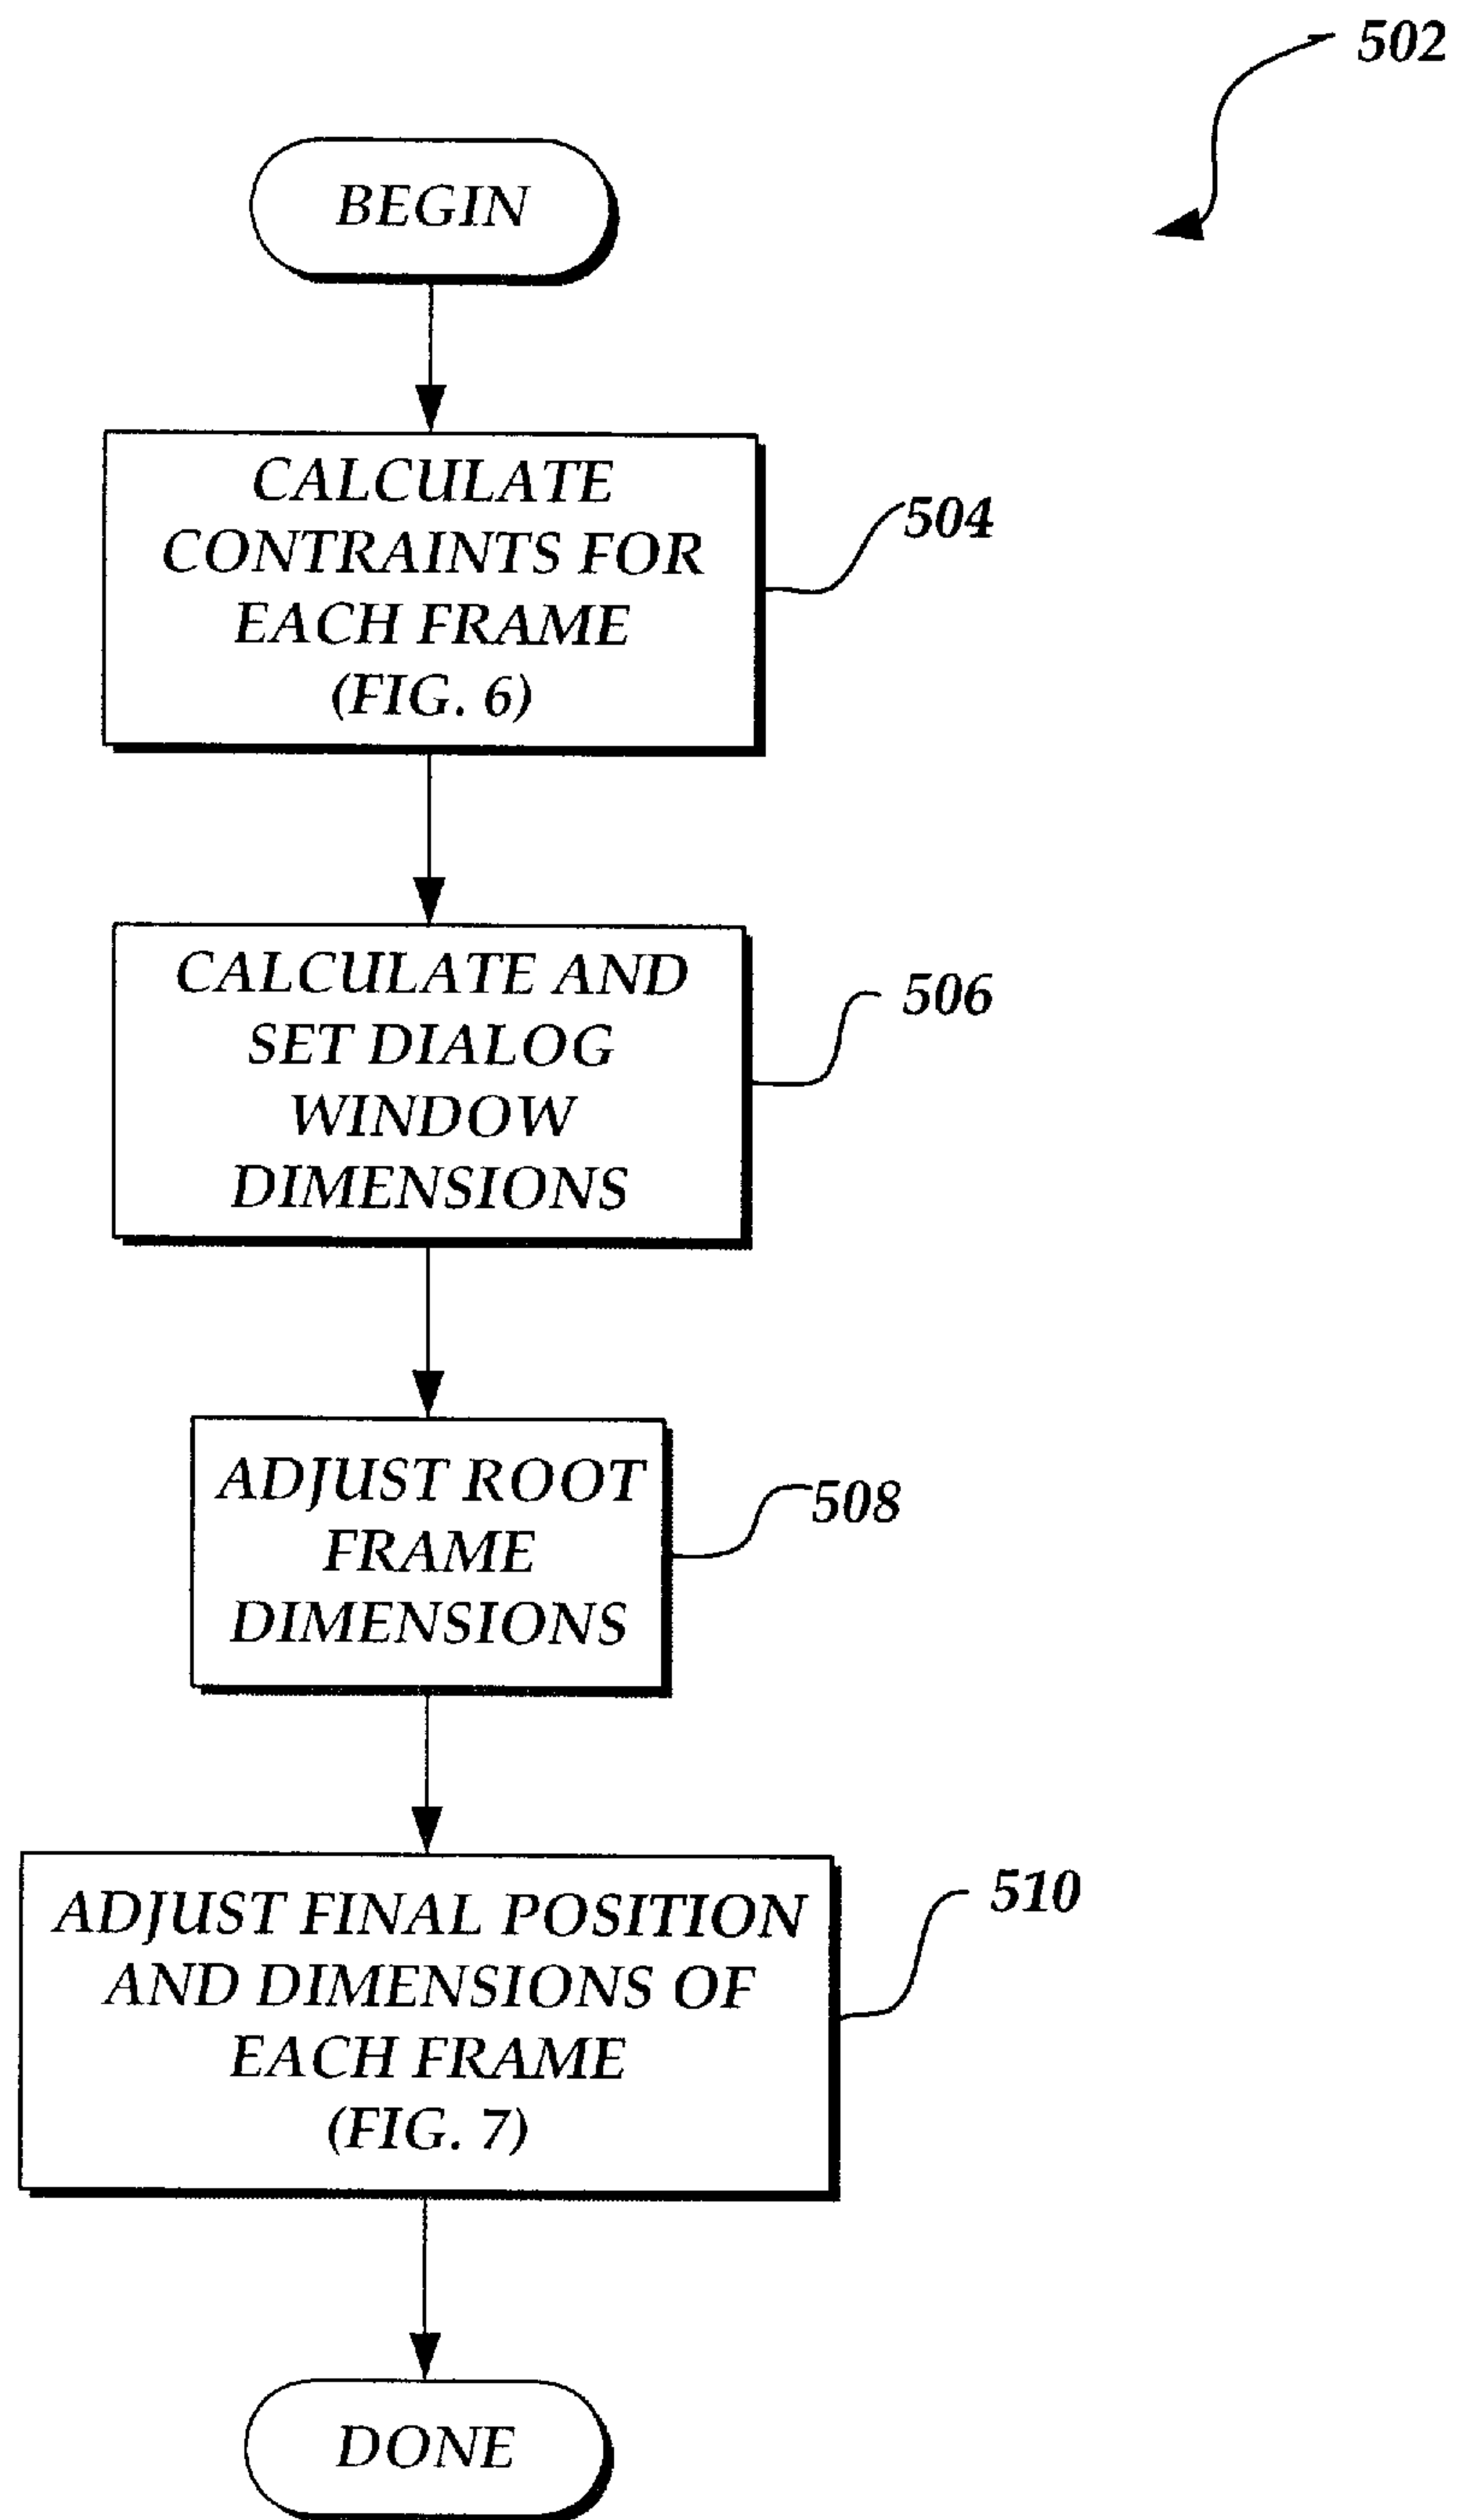 502
BEGIN
CALCULATE
CONTRAINTS FOR
EACH FRAME
(FIG. 6)
504
CALCULATE AND
SET DIALOG
WINDOW
DIMENSIONS
506
ADJUST ROOT
FRAME
DIMENSIONS
508
ADJUST FINAL POSITION
AND DIMENSIONS OF
EACH FRAME
(FIG. 7)
510
DONE